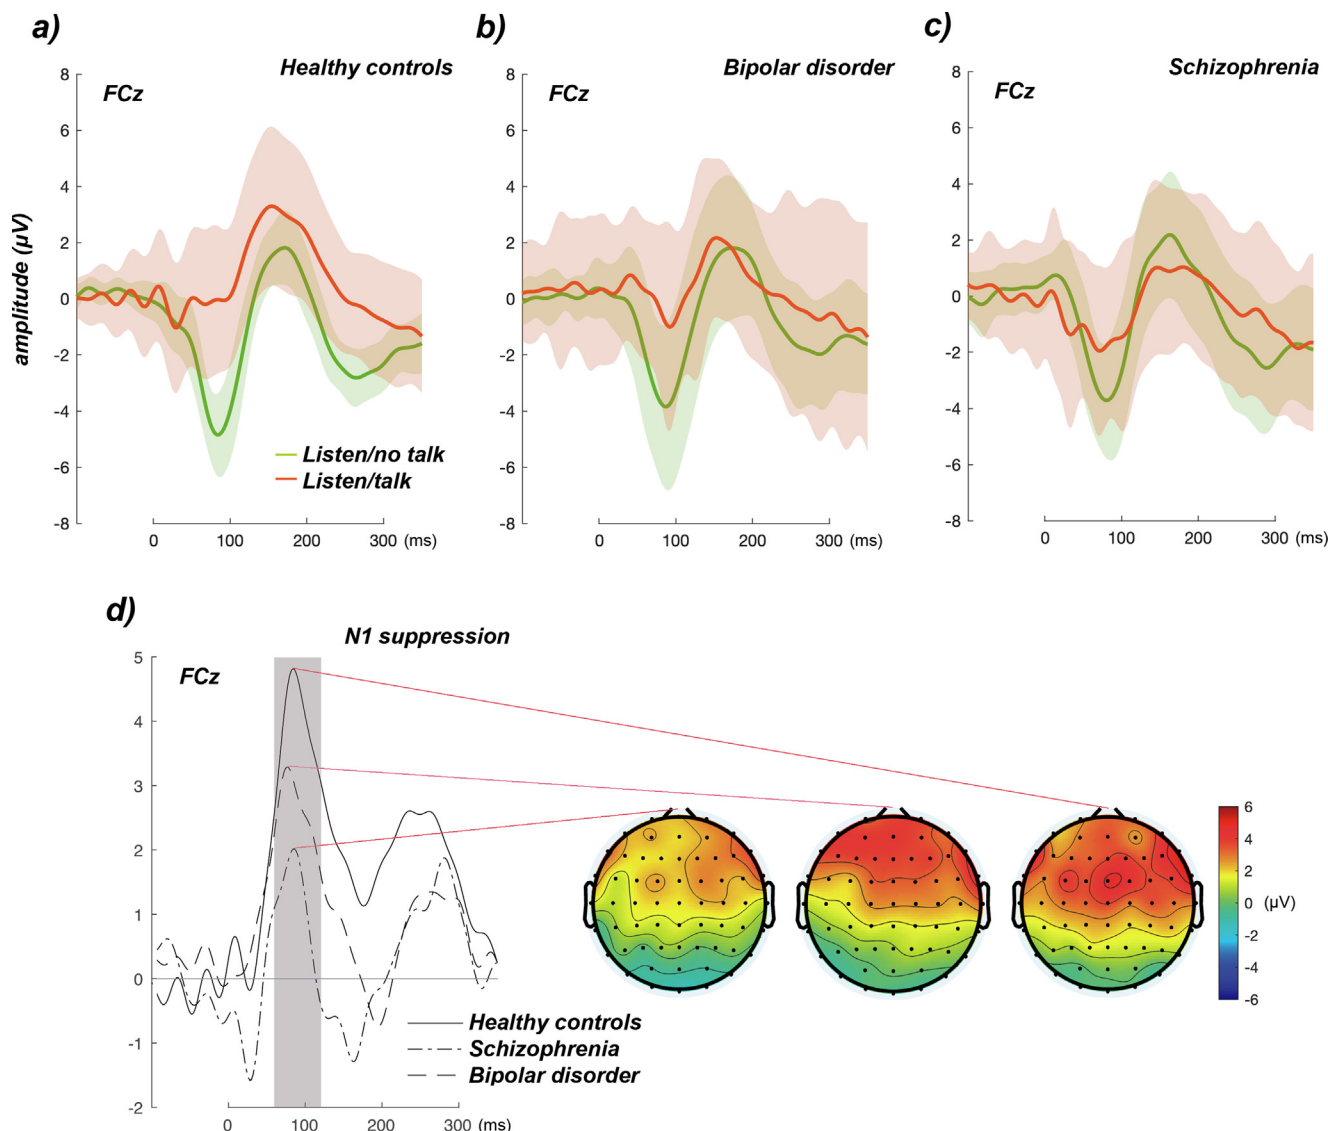 a)
Healthy controls
FCz
amplitude (µV)
8
6
4
2
0
-2
-4
-6
-8
Listen/no talk
Listen/talk
0 100 200 300 (ms)
b)
Bipolar disorder
FCz
8
6
4
2
0
-2
-4
-6
-8
0 100 200 300 (ms)
c)
Schizophrenia
FCz
8
6
4
2
0
-2
-4
-6
-8
0 100 200 300 (ms)
d)
N1 suppression
FCz
5
4
3
2
1
0
-1
-2
Healthy controls
Schizophrenia
Bipolar disorder
0 100 200 300 (ms)
6
4
2
0 (µV)
-2
-4
-6